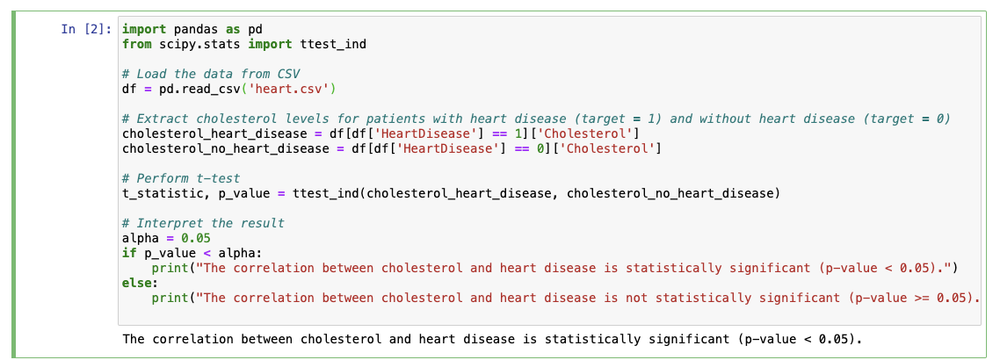 In [2]: import pandas as pd
from scipy.stats import ttest_ind
# Load the data from CSV
df = pd.read_csv('heart.csv')
# Extract cholesterol levels for patients with heart disease (target = 1) and without heart disease (target = 0)
cholesterol_heart_disease = df[df['HeartDisease'] == 1]['Cholesterol']
cholesterol_no_heart_disease = df[df['HeartDisease'] == 0]['Cholesterol']
# Perform t-test
t_statistic, p_value = ttest_ind(cholesterol_heart_disease, cholesterol_no_heart_disease)
# Interpret the result
alpha = 0.05
if p_value < alpha:
    print("The correlation between cholesterol and heart disease is statistically significant (p-value < 0.05).")
else:
    print("The correlation between cholesterol and heart disease is not statistically significant (p-value >= 0.05).
The correlation between cholesterol and heart disease is statistically significant (p-value < 0.05).